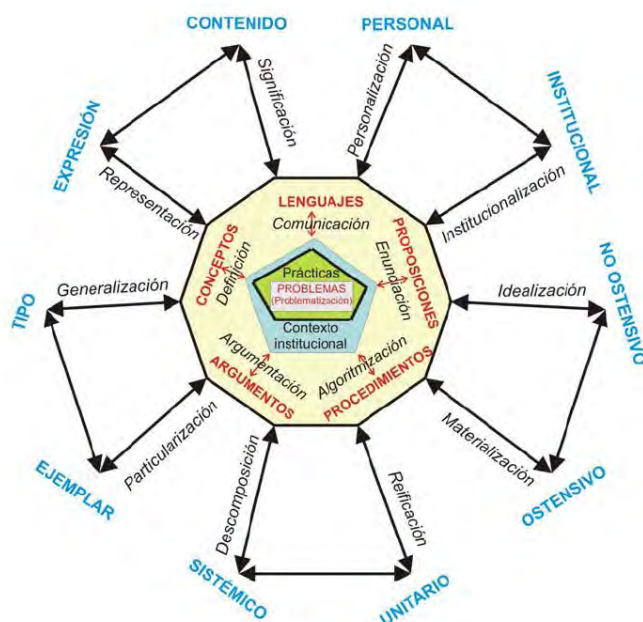 CONTENIDO
PERSONAL
EXPRESIÓN
Significación
Personalización
INSTITUCIONAL
Representación
Institucionalización
LENGUAJES
Comunicación
CONCEPTOS
Definición
Enunciación
PROPOSICIONES
Prácticas
PROBLEMAS
(Problematización)
Contexto
institucional
TIPO
Generalización
Idealización
NO OSTENSIVO
Argumentación
ARGUMENTOS
Algoritmización
PROCEDIMIENTOS
EJEMPLAR
Particularización
Materialización
OSTENSIVO
Descomposición
Reificación
SISTÉMICO
UNITARIO